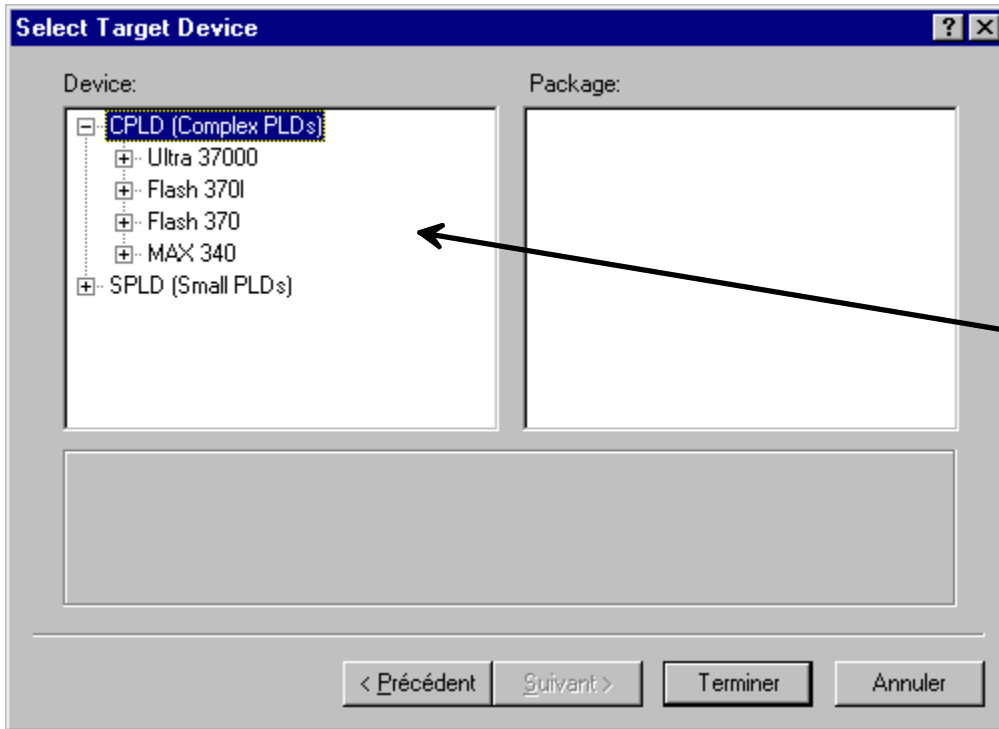 Select Target Device
Device:
Package:
CPLD (Complex PLDs)
Ultra 37000
Flash 370I
Flash 370
MAX 340
SPLD (Small PLDs)
< Précédent
Suivant >
Terminer
Annuler